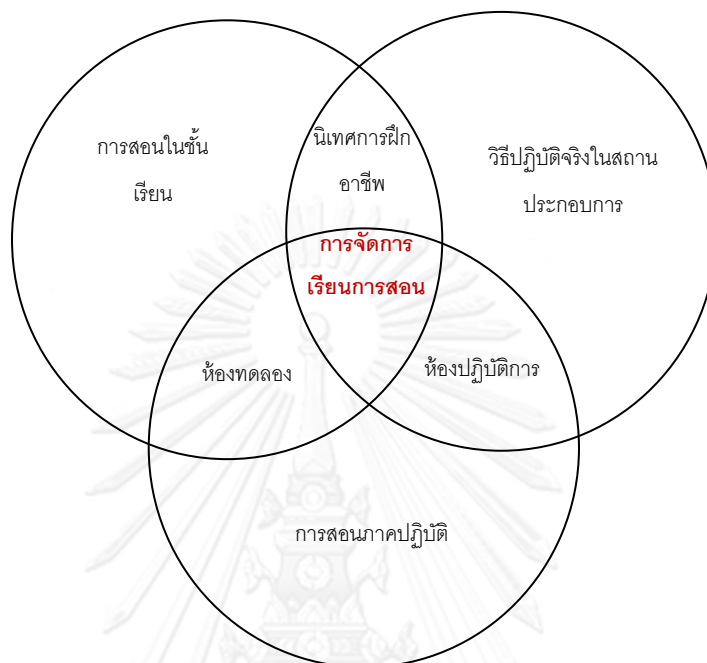 การสอนในชั้น
เรียน
นิเทศการฝึก
อาชีพ
วิธีปฏิบัติจริงในสถาน
ประกอบการ
การจัดการ
เรียนการสอน
ห้องทดลอง
ห้องปฏิบัติการ
การสอนภาคปฏิบัติ